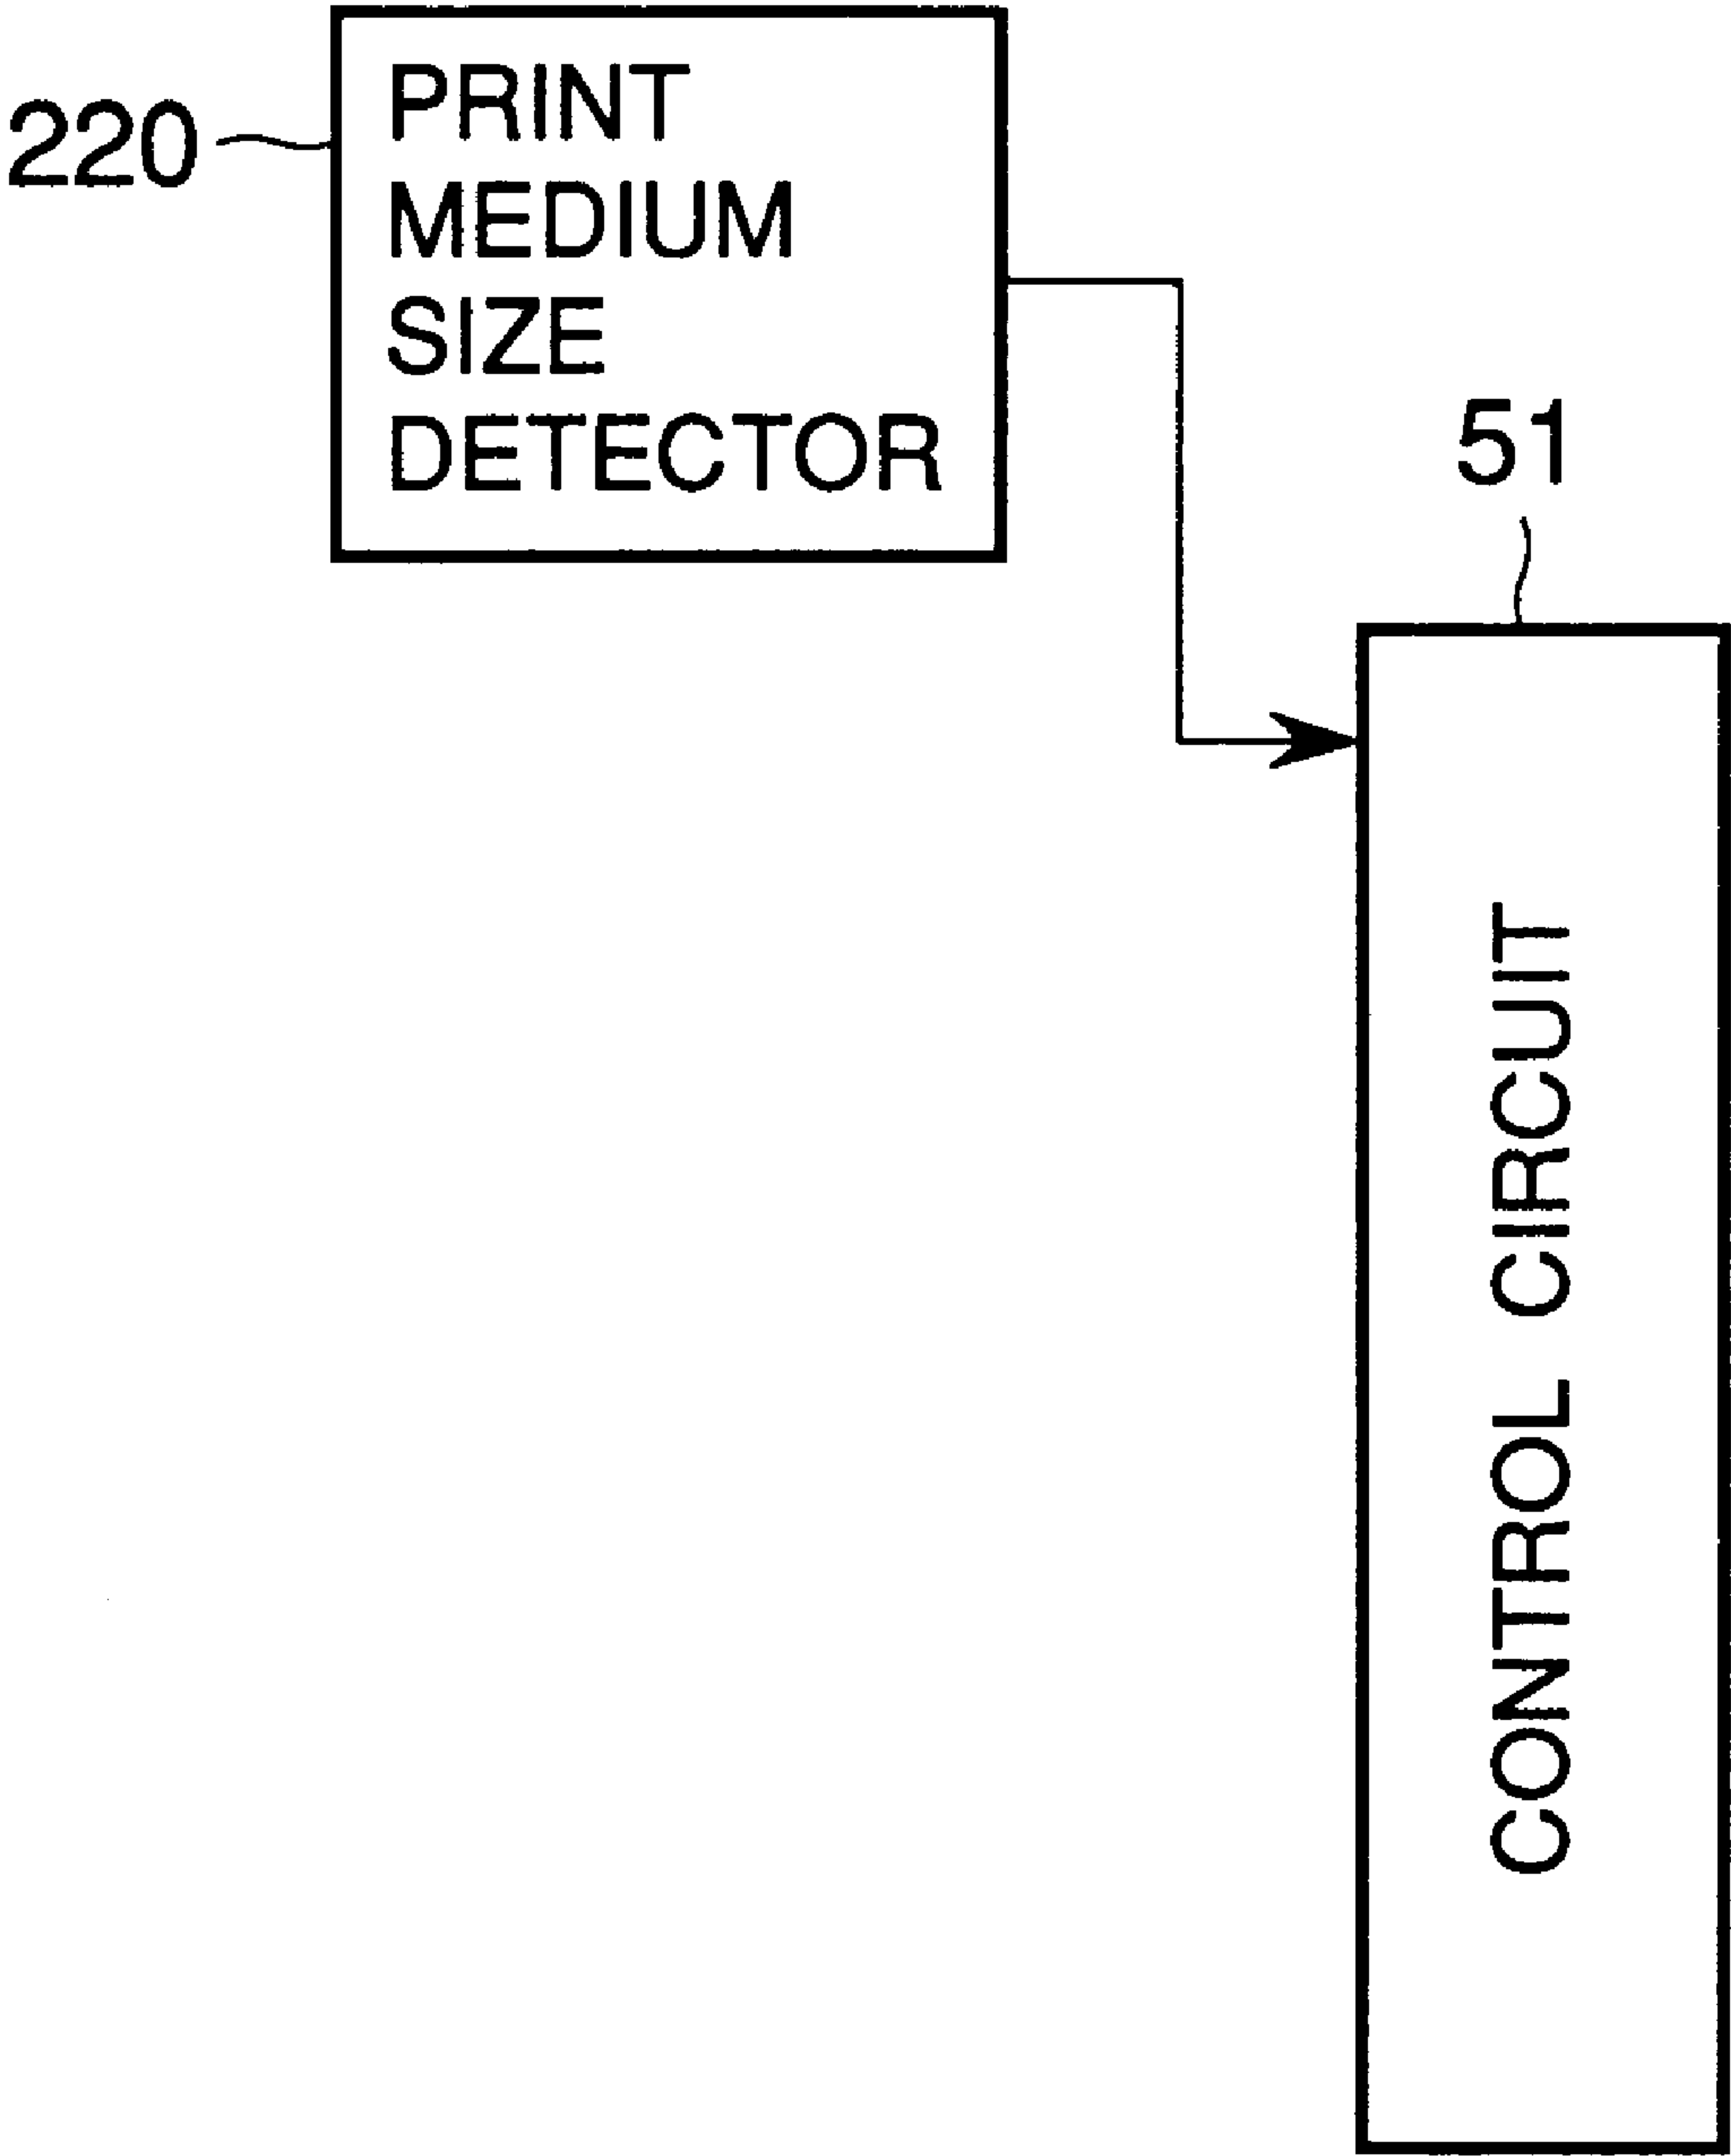 220
PRINT
MEDIUM
SIZE
DETECTOR
51
CONTROL CIRCUIT